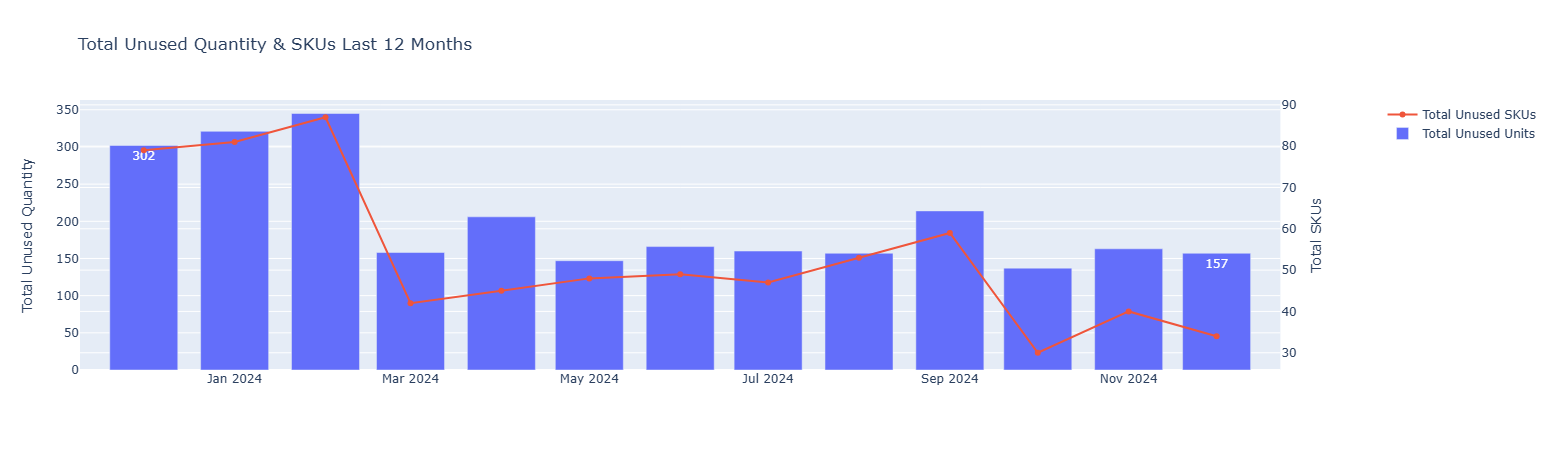 Total Unused Quantity & SKUs Last 12 Months
Total Unused Quantity
350
300
250
200
150
100
50
0
302
157
Jan 2024
Mar 2024
May 2024
Jul 2024
Sep 2024
Nov 2024
90
80
70
60
50
40
30
Total SKUs
Total Unused SKUs
Total Unused Units